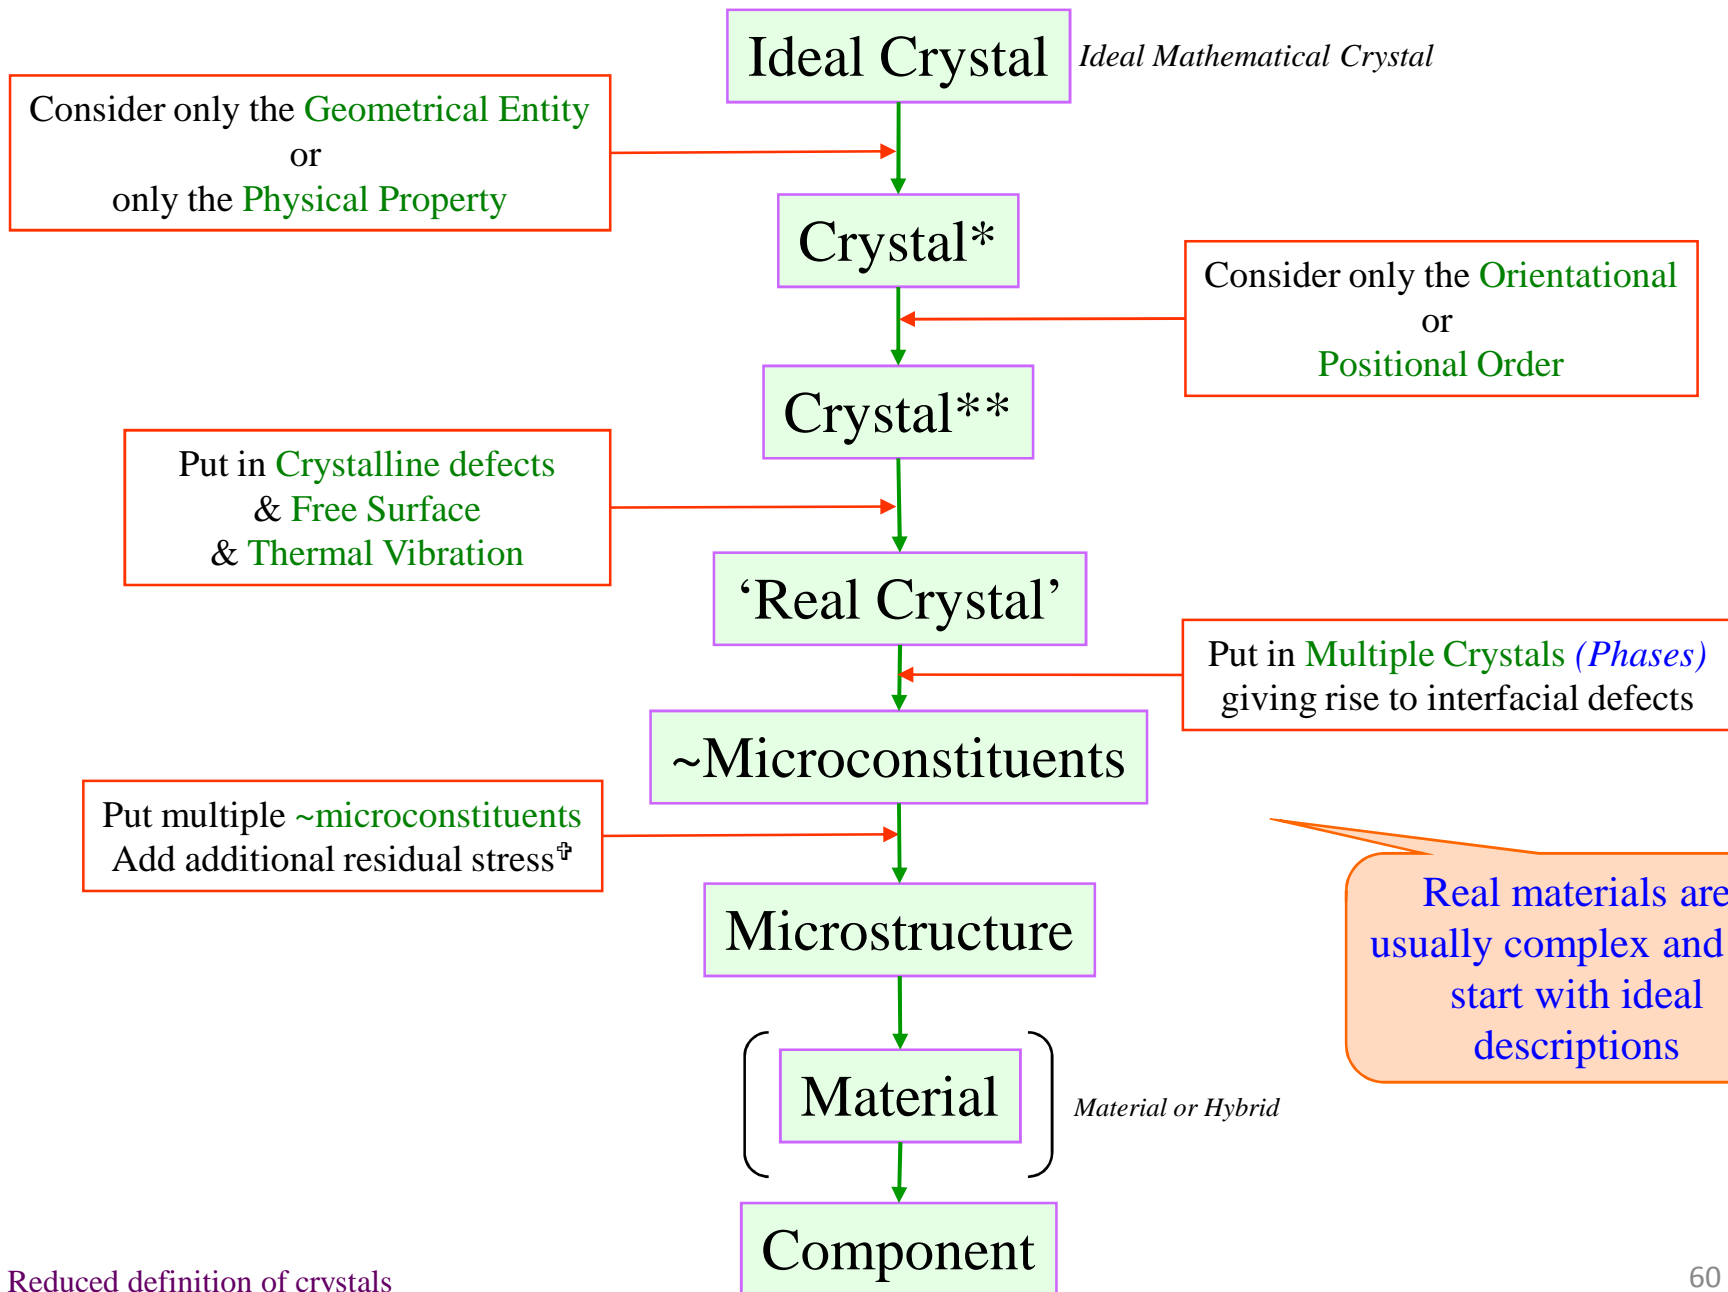 Ideal Crystal
Ideal Mathematical Crystal
Consider only the Geometrical Entity
or
only the Physical Property
Crystal*
Consider only the Orientational
or
Positional Order
Crystal**
Put in Crystalline defects
& Free Surface
& Thermal Vibration
‘Real Crystal’
Put in Multiple Crystals (Phases)
giving rise to interfacial defects
~Microconstituents
Put multiple ~microconstituents
Add additional residual stress✞
Microstructure
Real materials are
usually complex and
start with ideal
descriptions
Material
Material or Hybrid
Component
Reduced definition of crystals
60